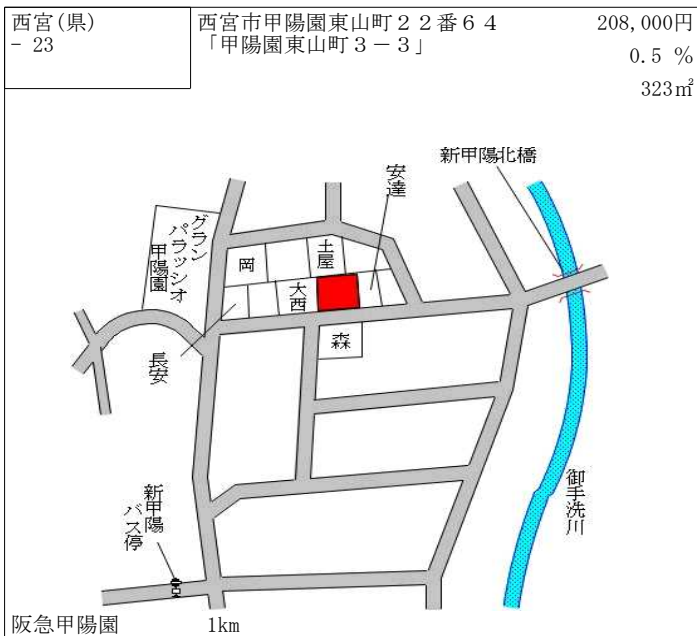 西宮(県)
- 23
西宮市甲陽園東山町２２番６４
「甲陽園東山町３－３」
208,000円
0.5 %
323㎡
新甲陽北橋
安達
グラン
パラッシオ
甲陽園
土屋
岡
大西
森
長安
新甲陽
バス停
御手洗川
阪急甲陽園
1km